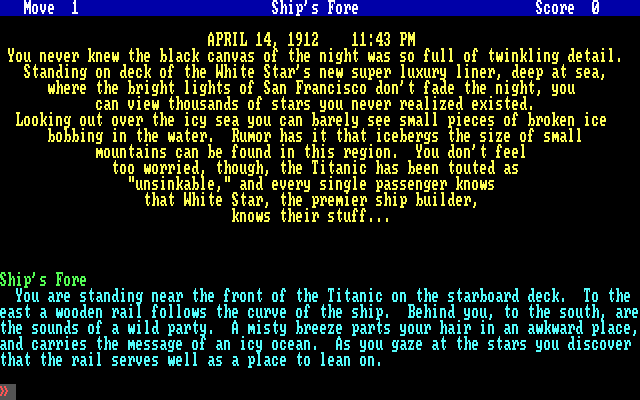 Move 1 Ship's Fore Score 0
APRIL 14, 1912 11:43 PM
You never knew the black canvas of the night was so full of twinkling detail.
Standing on deck of the White Star's new super luxury liner, deep at sea,
where the bright lights of San Francisco don't fade the night, you
can view thousands of stars you never realized existed.
Looking out over the icy sea you can barely see small pieces of broken ice
bobbing in the water. Rumor has it that icebergs the size of small
mountains can be found in this region. You don't feel
too worried, though, the Titanic has been touted as
"unsinkable," and every single passenger knows
that White Star, the premier ship builder,
knows their stuff...
Ship's Fore
You are standing near the front of the Titanic on the starboard deck. To the
east a wooden rail follows the curve of the ship. Behind you, to the south, are
the sounds of a wild party. A misty breeze parts your hair in an awkward place,
and carries the message of an icy ocean. As you gaze at the stars you discover
that the rail serves well as a place to lean on.
»